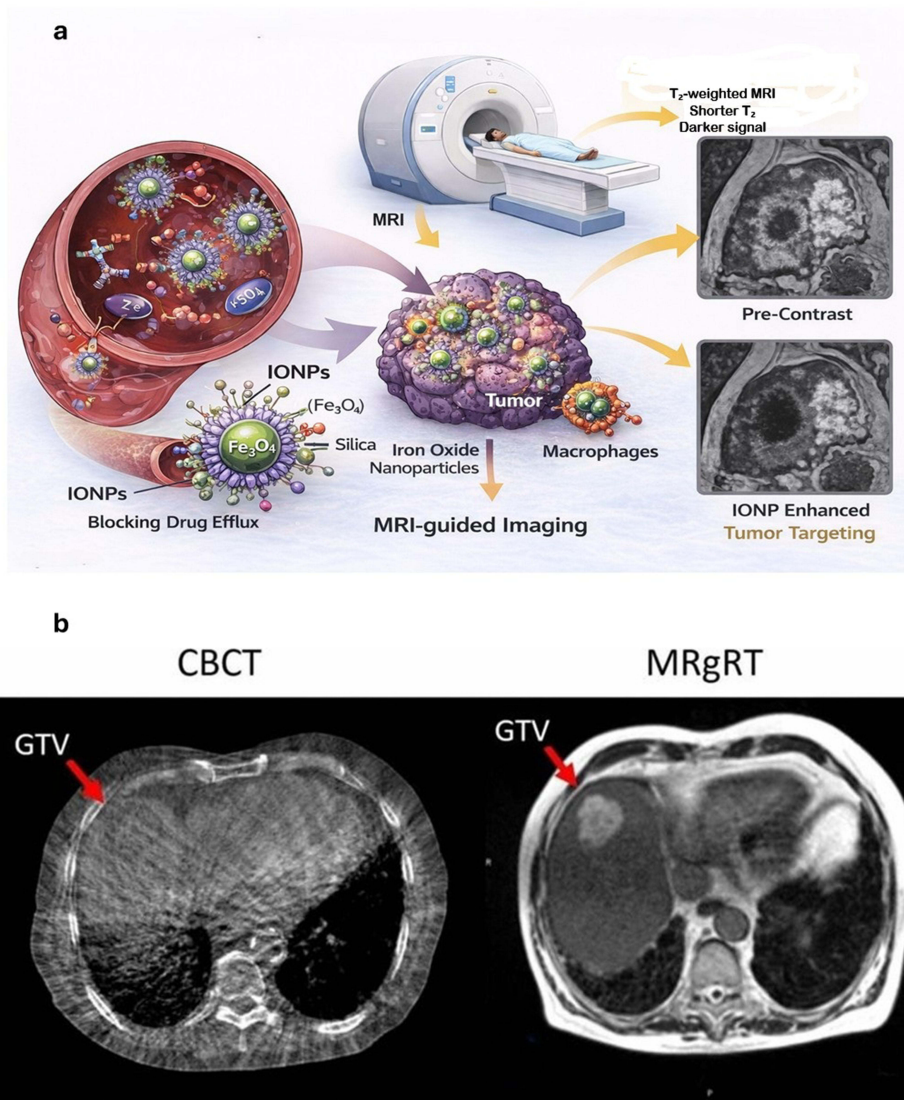 a
T₂-weighted MRI
Shorter T₂
Darker signal
MRI
Pre-Contrast
IONPs
(Fe₃O₄)
Fe₃O₄
Silica
IONPs
Blocking Drug Efflux
Tumor
Iron Oxide
Nanoparticles
Macrophages
MRI-guided Imaging
IONP Enhanced
Tumor Targeting
b
CBCT
MRgRT
GTV
GTV